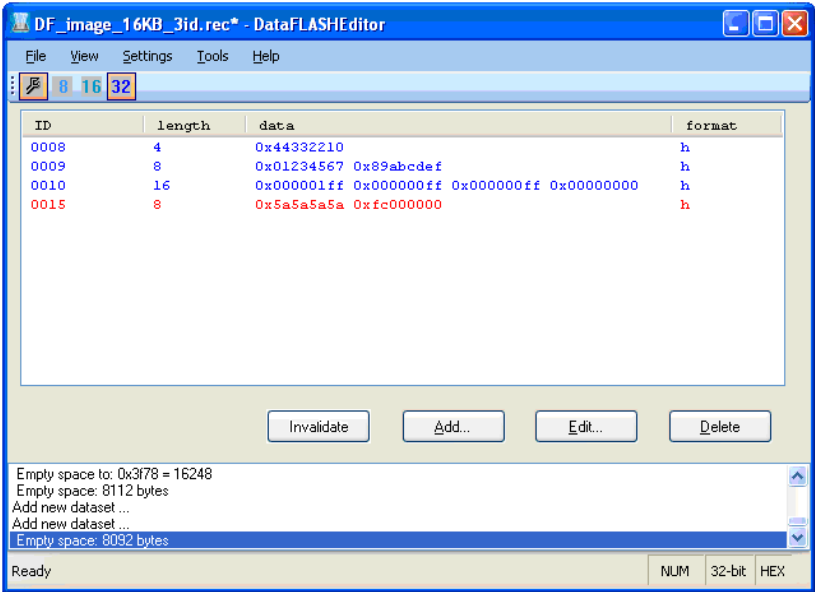 DF_image_16KB_3id.rec* - DataFLASHEditor
File View Settings Tools Help
8 16 32
ID length data format
0008 4 0x44332210 h
0009 8 0x01234567 0x89abcdef h
0010 16 0x000001ff 0x000000ff 0x000000ff 0x00000000 h
0015 8 0x5a5a5a5a 0xfc000000 h
Invalidate Add... Edit... Delete
Empty space to: 0x3f78 = 16248
Empty space: 8112 bytes
Add new dataset ...
Add new dataset ...
Empty space: 8092 bytes
Ready NUM 32-bit HEX